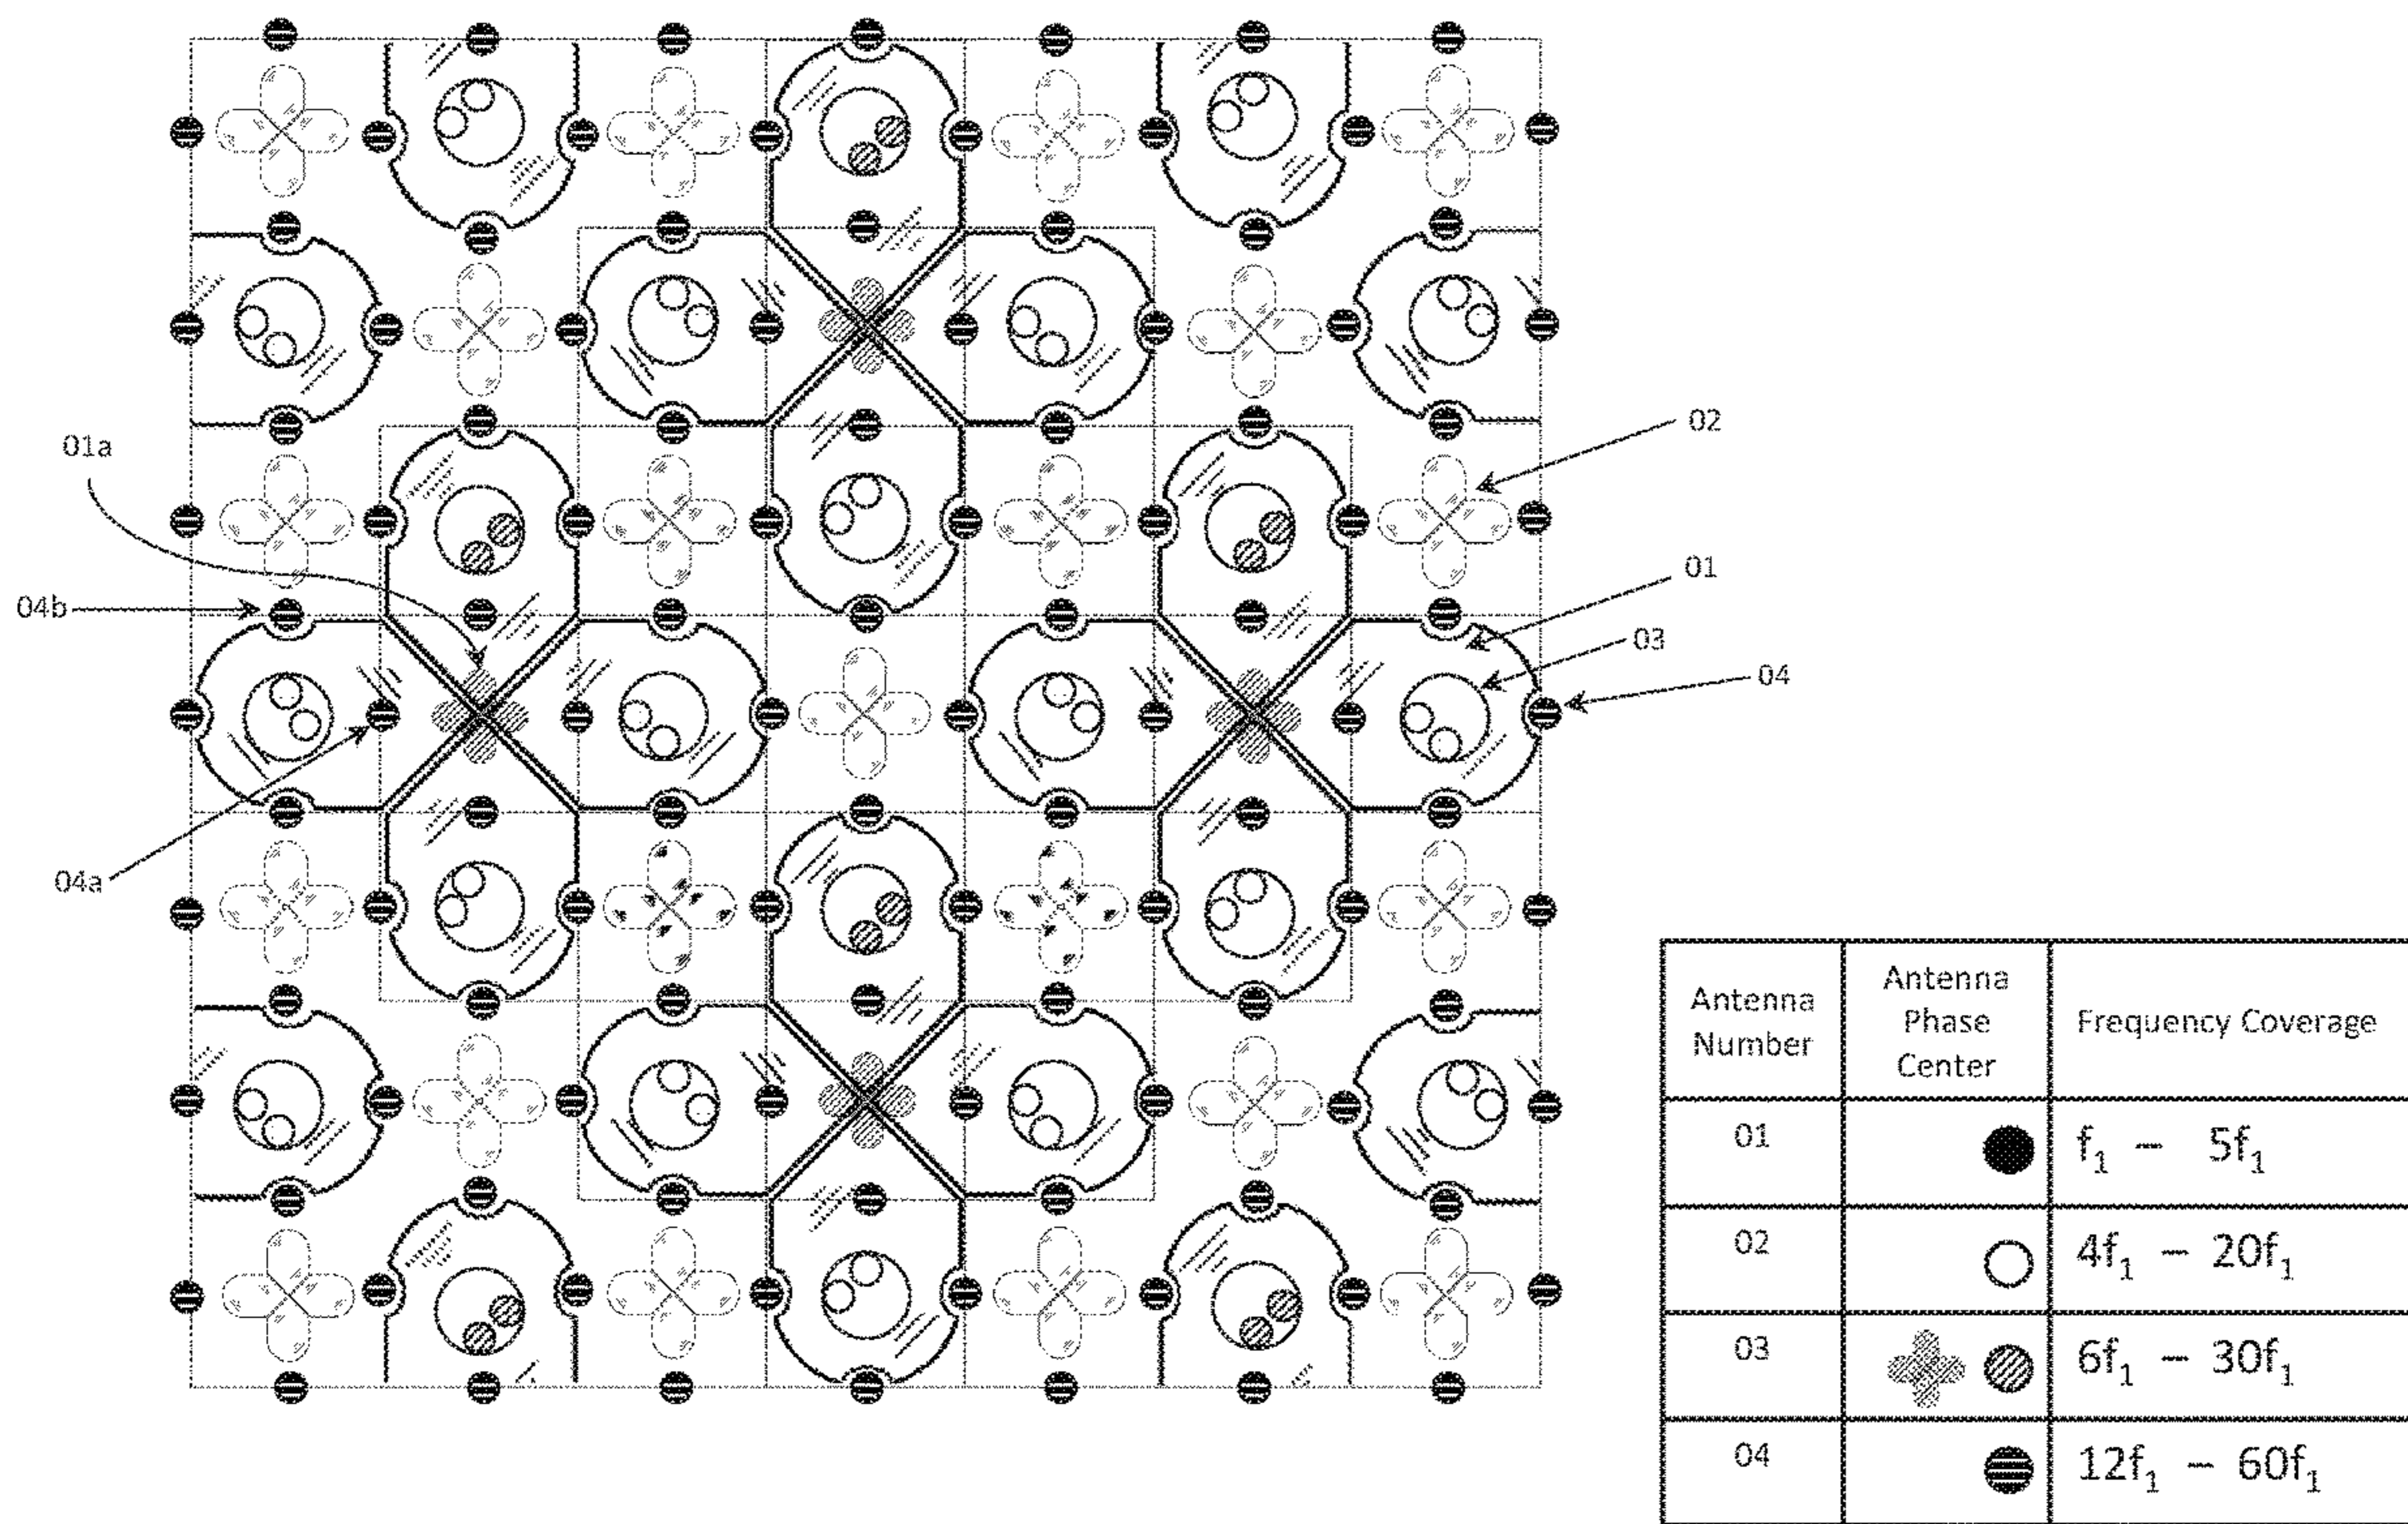 01a
02
04b
01
03
04
04a
Antenna Number
Antenna Phase Center
Frequency Coverage
01
f₁ – 5f₁
02
4f₁ – 20f₁
03
6f₁ – 30f₁
04
12f₁ – 60f₁